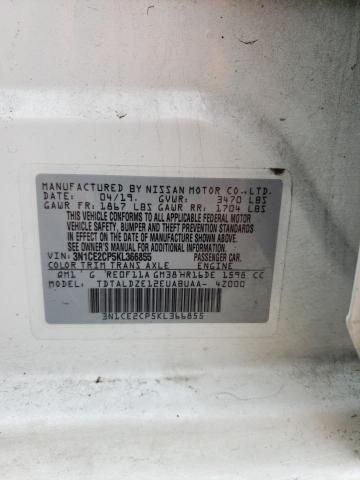 MANUFACTURED BY NISSAN MOTOR CO.,LTD.
DATE: 04/19. GVWR: 3470 LBS
GAWR FR: 1867 LBS GAWR RR: 1704 LBS
THIS VEHICLE CONFORMS TO ALL APPLICABLE FEDERAL MOTOR
VEHICLE SAFETY, BUMPER, AND THEFT PREVENTION STANDARDS
IN EFFECT ON THE DATE OF MANUFACTURE SHOWN ABOVE.
SEE OWNER'S MANUAL FOR ADDITIONAL INFORMATION.
VIN: 3N1CE2CP5KL366855 PASSENGER CAR.
COLOR TRIM TRANS AXLE ENGINE
QM1 G RE0F11A GM38 HR16DE 1598 CC
MODEL: TDTALDZE12EUABUAA- 4Z000
3N1CE2CP5KL366855